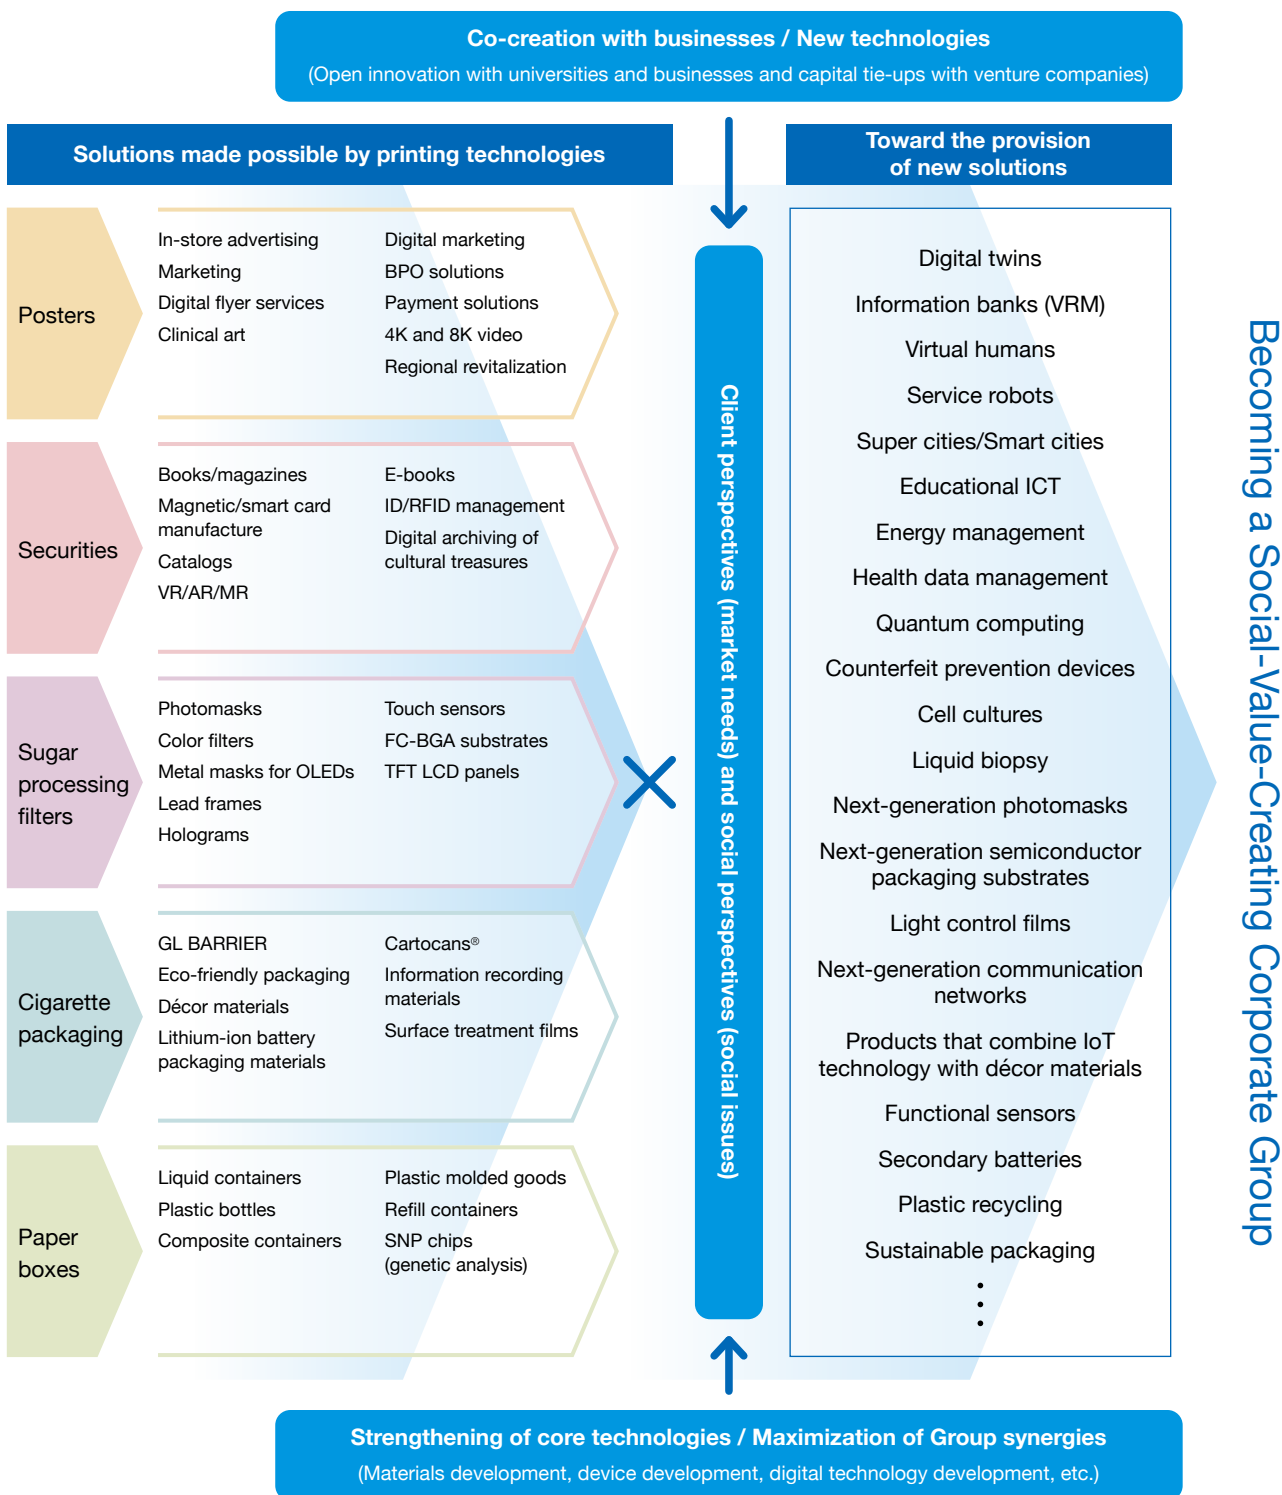 Co-creation with businesses / New technologies
(Open innovation with universities and businesses and capital tie-ups with venture companies)
Solutions made possible by printing technologies
Posters
In-store advertising
Marketing
Digital flyer services
Clinical art
Digital marketing
BPO solutions
Payment solutions
4K and 8K video
Regional revitalization
Securities
Books/magazines
Magnetic/smart card
manufacture
Catalogs
VR/AR/MR
E-books
ID/RFID management
Digital archiving of
cultural treasures
Sugar
processing
filters
Photomasks
Color filters
Metal masks for OLEDs
Lead frames
Holograms
Touch sensors
FC-BGA substrates
TFT LCD panels
Cigarette
packaging
GL BARRIER
Eco-friendly packaging
Décor materials
Lithium-ion battery
packaging materials
Cartocans®
Information recording
materials
Surface treatment films
Paper
boxes
Liquid containers
Plastic bottles
Composite containers
Plastic molded goods
Refill containers
SNP chips
(genetic analysis)
Client perspectives (market needs) and social perspectives (social issues)
Toward the provision
of new solutions
Digital twins
Information banks (VRM)
Virtual humans
Service robots
Super cities/Smart cities
Educational ICT
Energy management
Health data management
Quantum computing
Counterfeit prevention devices
Cell cultures
Liquid biopsy
Next-generation photomasks
Next-generation semiconductor
packaging substrates
Light control films
Next-generation communication
networks
Products that combine IoT
technology with décor materials
Functional sensors
Secondary batteries
Plastic recycling
Sustainable packaging
Becoming a Social-Value-Creating Corporate Group
Strengthening of core technologies / Maximization of Group synergies
(Materials development, device development, digital technology development, etc.)